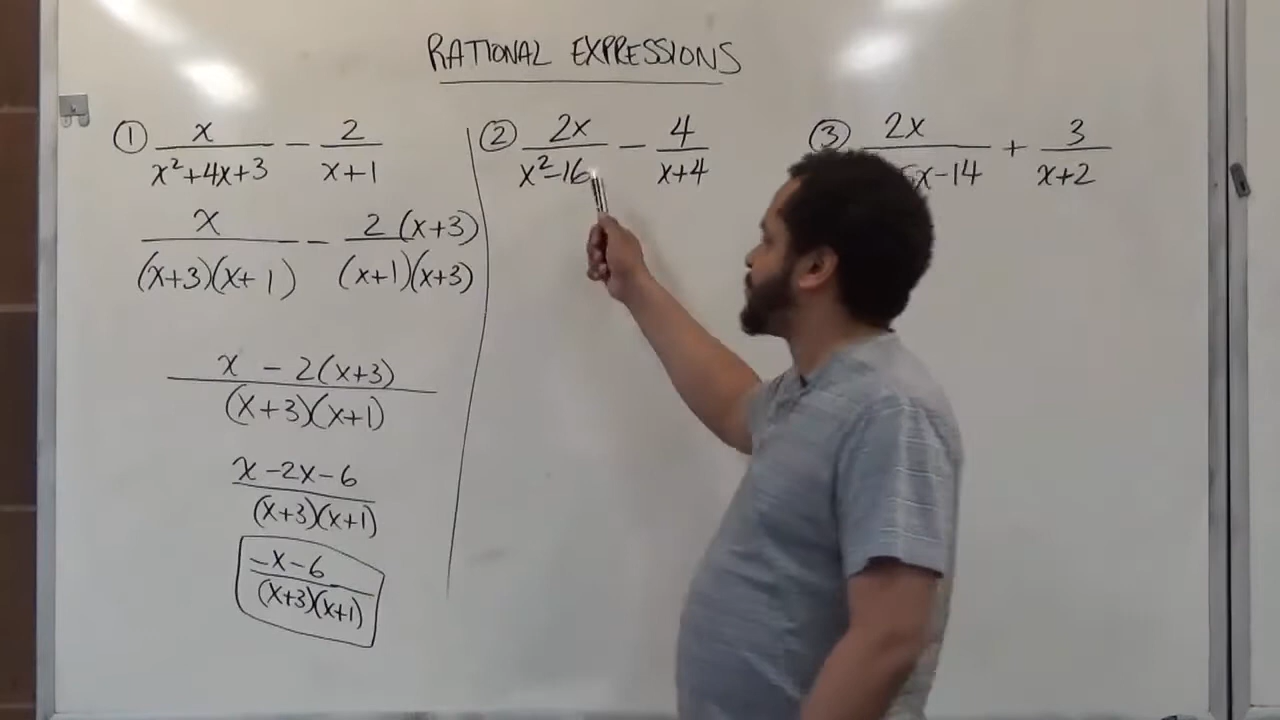 RATIONAL EXPRESSIONS
① x/(x²+4x+3) − 2/(x+1)
x/((x+3)(x+1)) − 2(x+3)/((x+1)(x+3))
(x − 2(x+3))/((x+3)(x+1))
(x−2x−6)/((x+3)(x+1))
(−x−6)/((x+3)(x+1))
② 2x/(x²−16) − 4/(x+4)
③ 2x/(x−14) + 3/(x+2)